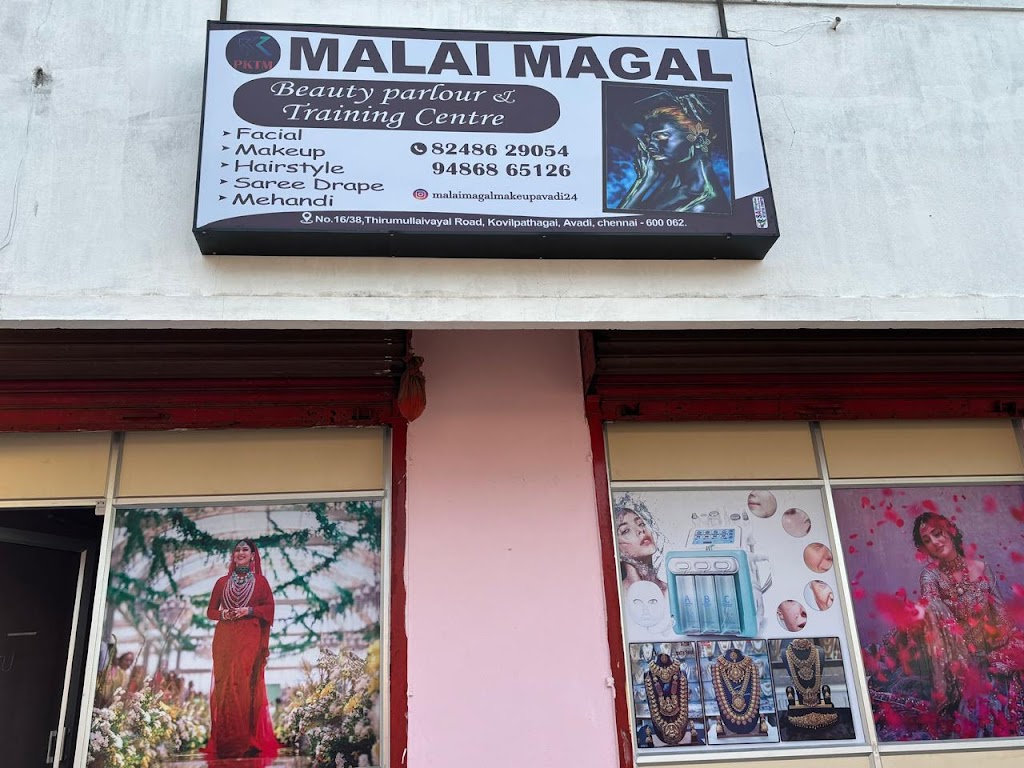 PKTM
MALAI MAGAL
Beauty parlour &
Training Centre
Facial
Makeup
Hairstyle
Saree Drape
Mehandi
82486 29054
94868 65126
malaimagalmakeupavadi24
No.16/38,Thirumullaivayal Road, Kovilpathagai, Avadi, chennai - 600 062.
A B C